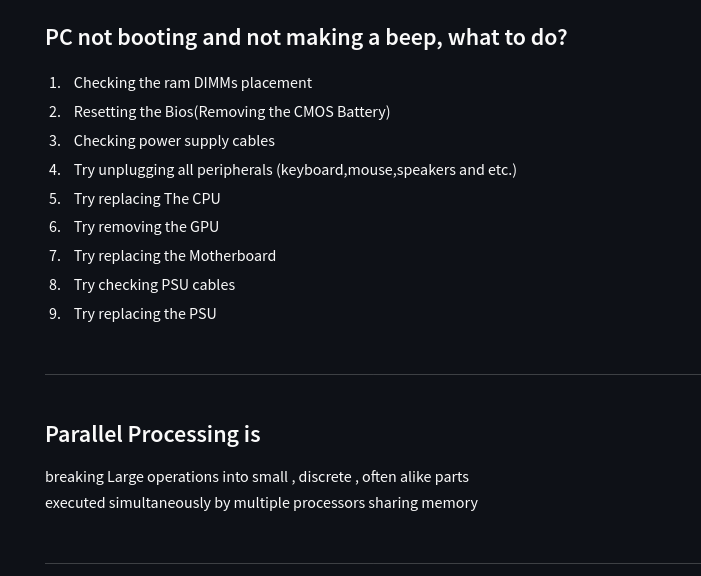 PC not booting and not making a beep, what to do?
1. Checking the ram DIMMs placement
2. Resetting the Bios(Removing the CMOS Battery)
3. Checking power supply cables
4. Try unplugging all peripherals (keyboard,mouse,speakers and etc.)
5. Try replacing The CPU
6. Try removing the GPU
7. Try replacing the Motherboard
8. Try checking PSU cables
9. Try replacing the PSU
Parallel Processing is
breaking Large operations into small , discrete , often alike parts
executed simultaneously by multiple processors sharing memory